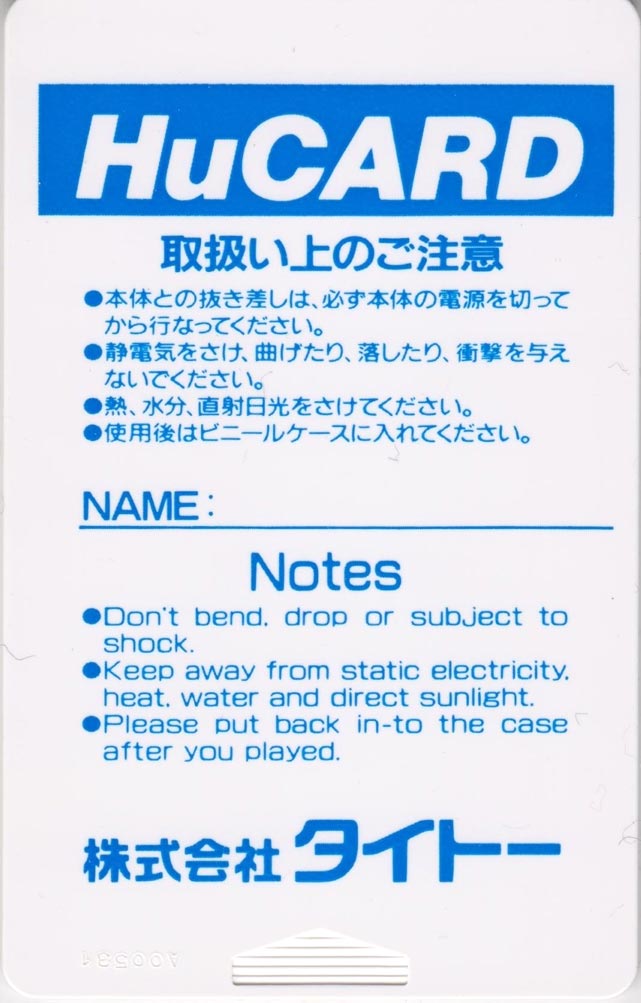 HuCARD
取扱い上のご注意
●本体との抜き差しは、必ず本体の電源を切って
から行なってください。
●静電気をさけ、曲げたり、落したり、衝撃を与え
ないでください。
●熱、水分、直射日光をさけてください。
●使用後はビニールケースに入れてください。
NAME:
Notes
●Don't bend, drop or subject to
shock.
●Keep away from static electricity,
heat, water and direct sunlight.
●Please put back in-to the case
after you played.
株式会社タイトー